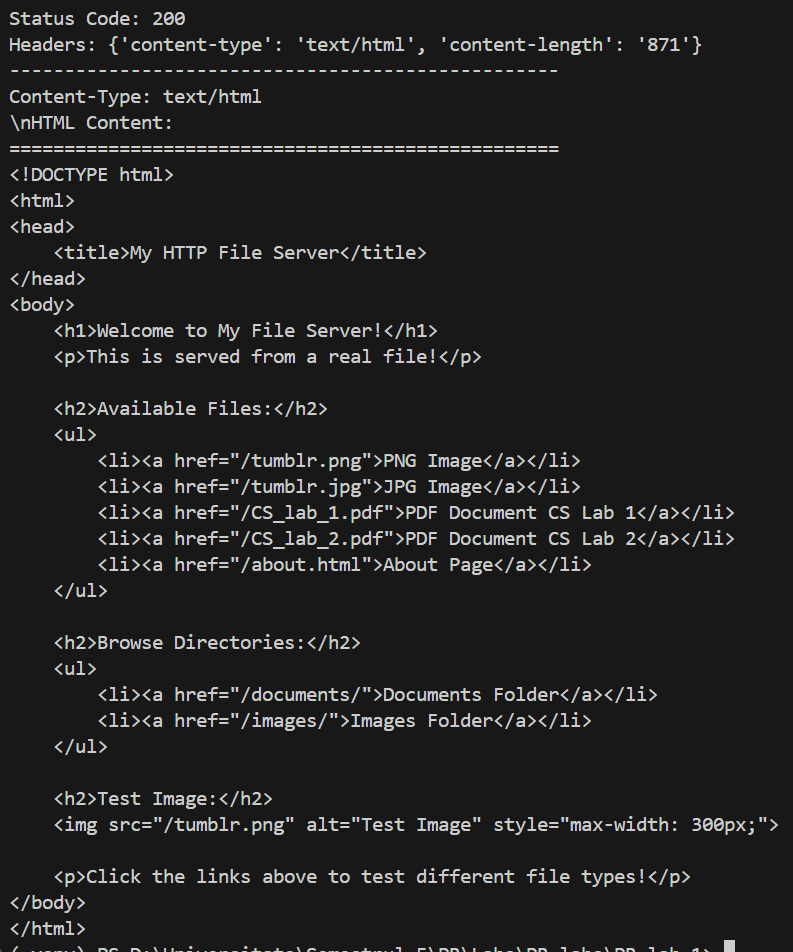 Status Code: 200
Headers: {'content-type': 'text/html', 'content-length': '871'}
--------------------------------------------------
Content-Type: text/html
\nHTML Content:
==================================================
<!DOCTYPE html>
<html>
<head>
    <title>My HTTP File Server</title>
</head>
<body>
    <h1>Welcome to My File Server!</h1>
    <p>This is served from a real file!</p>

    <h2>Available Files:</h2>
    <ul>
        <li><a href="/tumblr.png">PNG Image</a></li>
        <li><a href="/tumblr.jpg">JPG Image</a></li>
        <li><a href="/CS_lab_1.pdf">PDF Document CS Lab 1</a></li>
        <li><a href="/CS_lab_2.pdf">PDF Document CS Lab 2</a></li>
        <li><a href="/about.html">About Page</a></li>
    </ul>

    <h2>Browse Directories:</h2>
    <ul>
        <li><a href="/documents/">Documents Folder</a></li>
        <li><a href="/images/">Images Folder</a></li>
    </ul>

    <h2>Test Image:</h2>
    <img src="/tumblr.png" alt="Test Image" style="max-width: 300px;">

    <p>Click the links above to test different file types!</p>
</body>
</html>